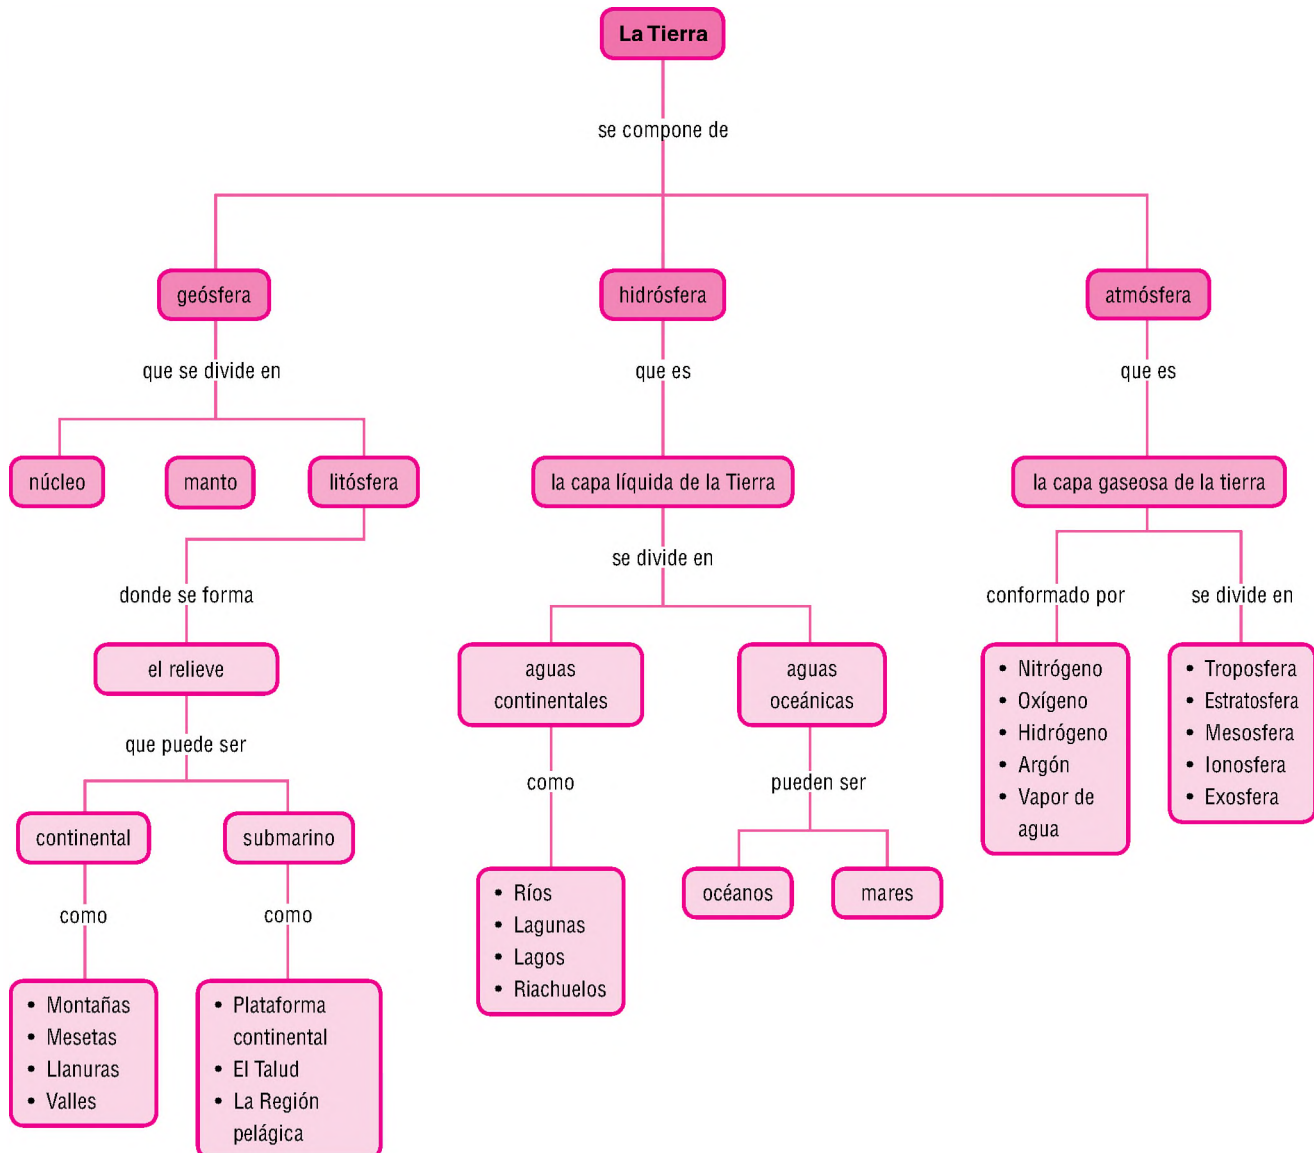 La Tierra
se compone de
geósfera
hidrósfera
atmósfera
que se divide en
que es
que es
núcleo
manto
litósfera
la capa líquida de la Tierra
la capa gaseosa de la tierra
donde se forma
se divide en
conformado por
se divide en
el relieve
aguas
continentales
aguas
oceánicas
• Nitrógeno
• Oxígeno
• Hidrógeno
• Argón
• Vapor de
agua
• Troposfera
• Estratosfera
• Mesosfera
• Ionosfera
• Exosfera
que puede ser
como
pueden ser
continental
submarino
• Ríos
• Lagunas
• Lagos
• Riachuelos
océanos
mares
como
como
• Montañas
• Mesetas
• Llanuras
• Valles
• Plataforma
continental
• El Talud
• La Región
pelágica